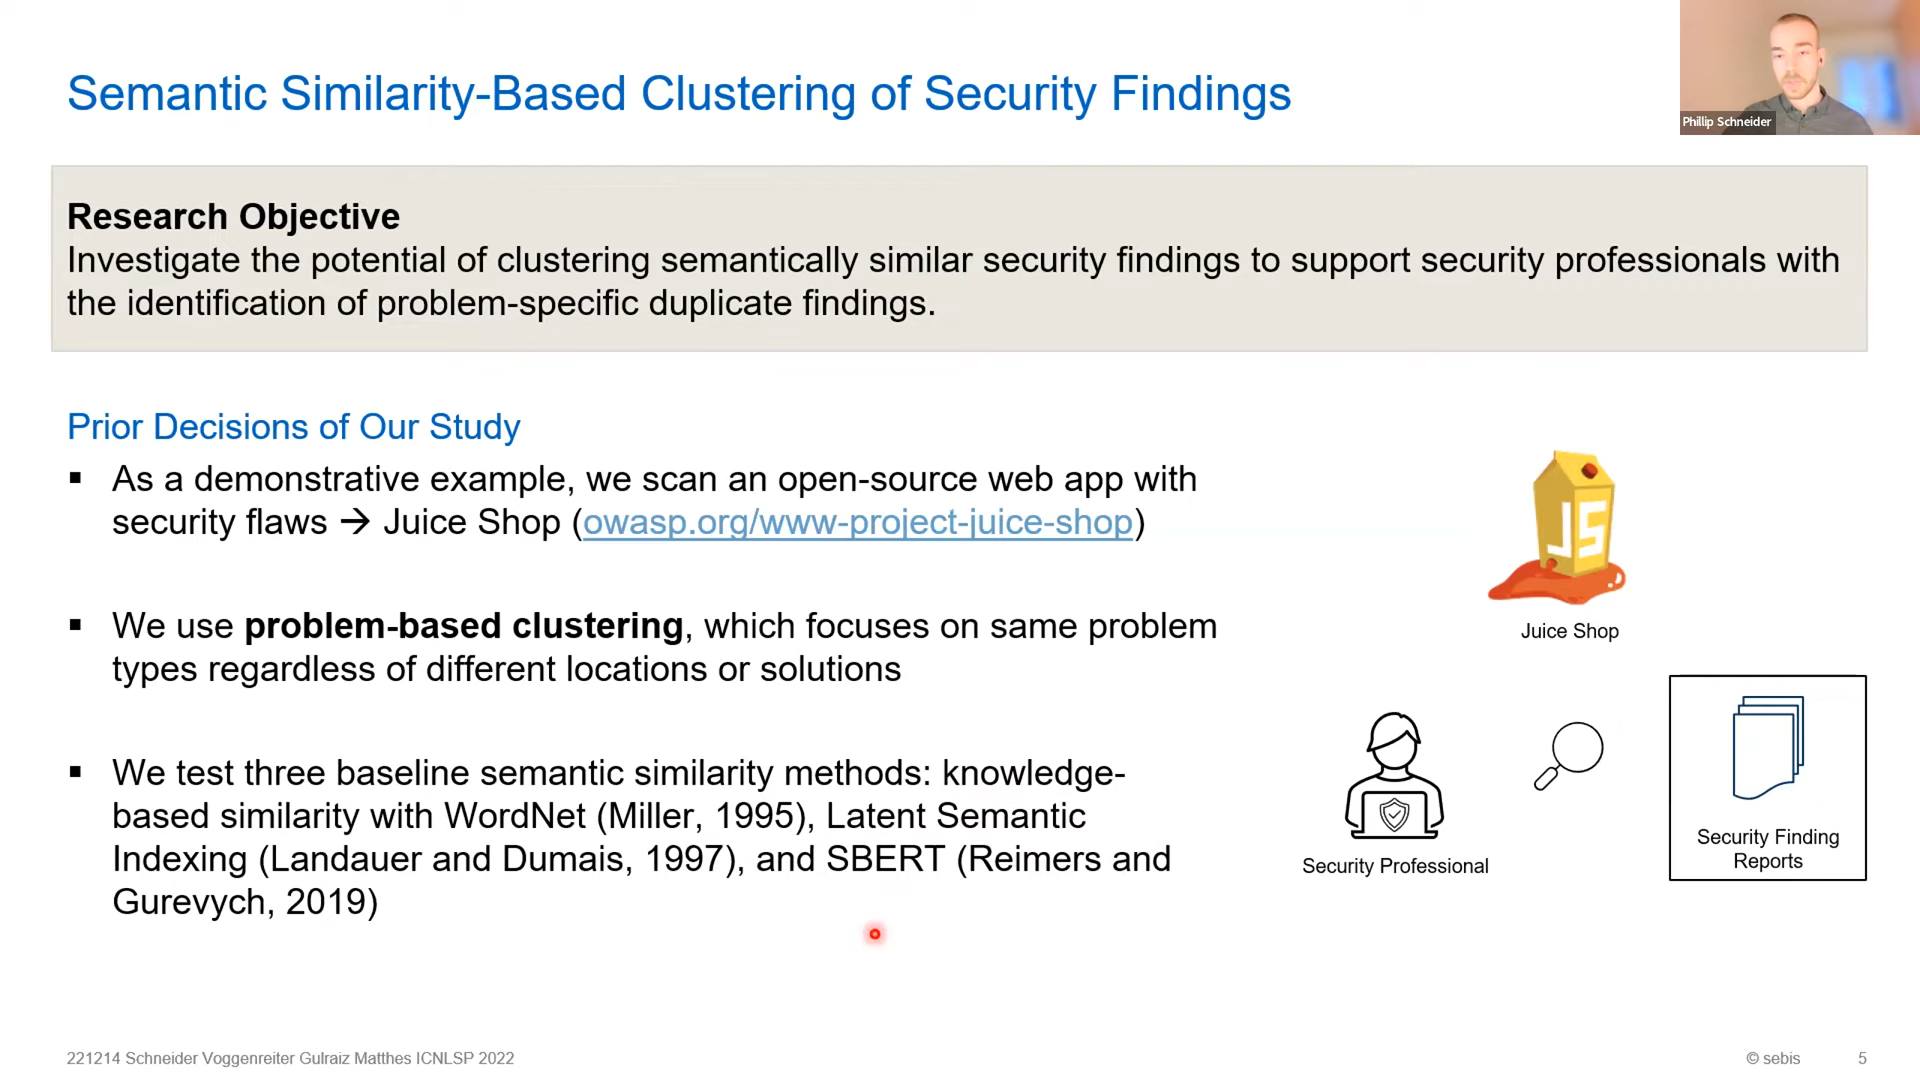 Semantic Similarity-Based Clustering of Security Findings
Phillip Schneider
Research Objective
Investigate the potential of clustering semantically similar security findings to support security professionals with
the identification of problem-specific duplicate findings.
Prior Decisions of Our Study
▪ As a demonstrative example, we scan an open-source web app with
security flaws → Juice Shop (owasp.org/www-project-juice-shop)
▪ We use problem-based clustering, which focuses on same problem
types regardless of different locations or solutions
▪ We test three baseline semantic similarity methods: knowledge-
based similarity with WordNet (Miller, 1995), Latent Semantic
Indexing (Landauer and Dumais, 1997), and SBERT (Reimers and
Gurevych, 2019)
JS
Juice Shop
Security Professional
Security Finding
Reports
221214 Schneider Voggenreiter Gulraiz Matthes ICNLSP 2022
© sebis
5